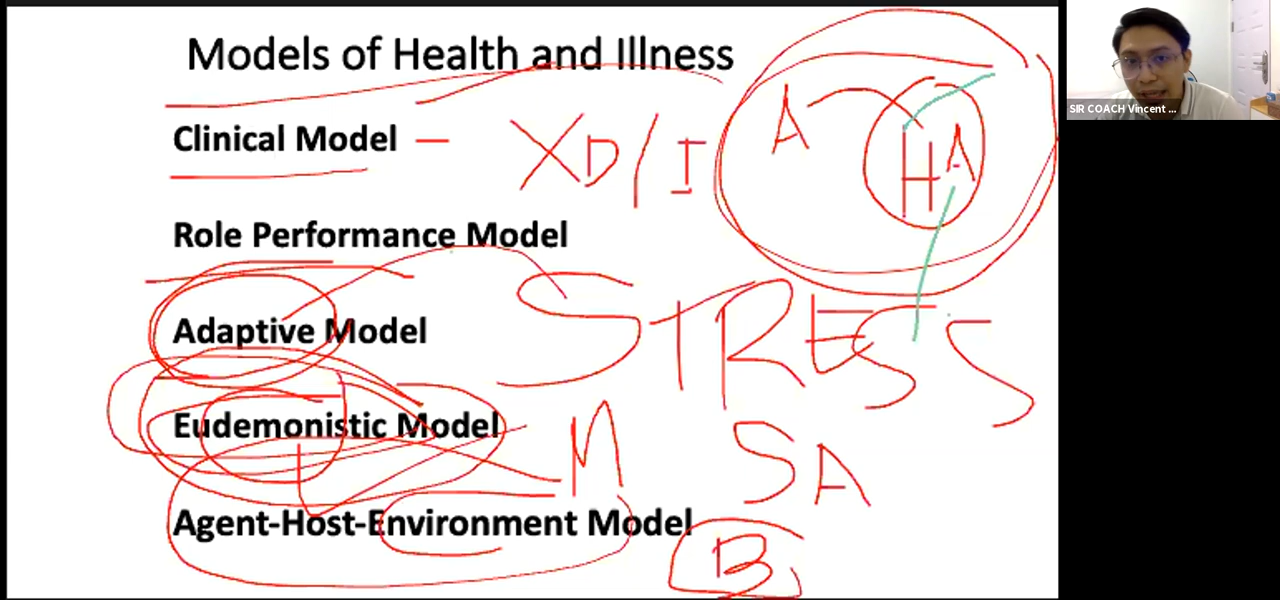 Models of Health and Illness
Clinical Model – XD/I
A HA
Role Performance Model
Adaptive Model STRESS
Eudemonistic Model M SA
Agent-Host-Environment Model
B
SIR COACH Vincent ...